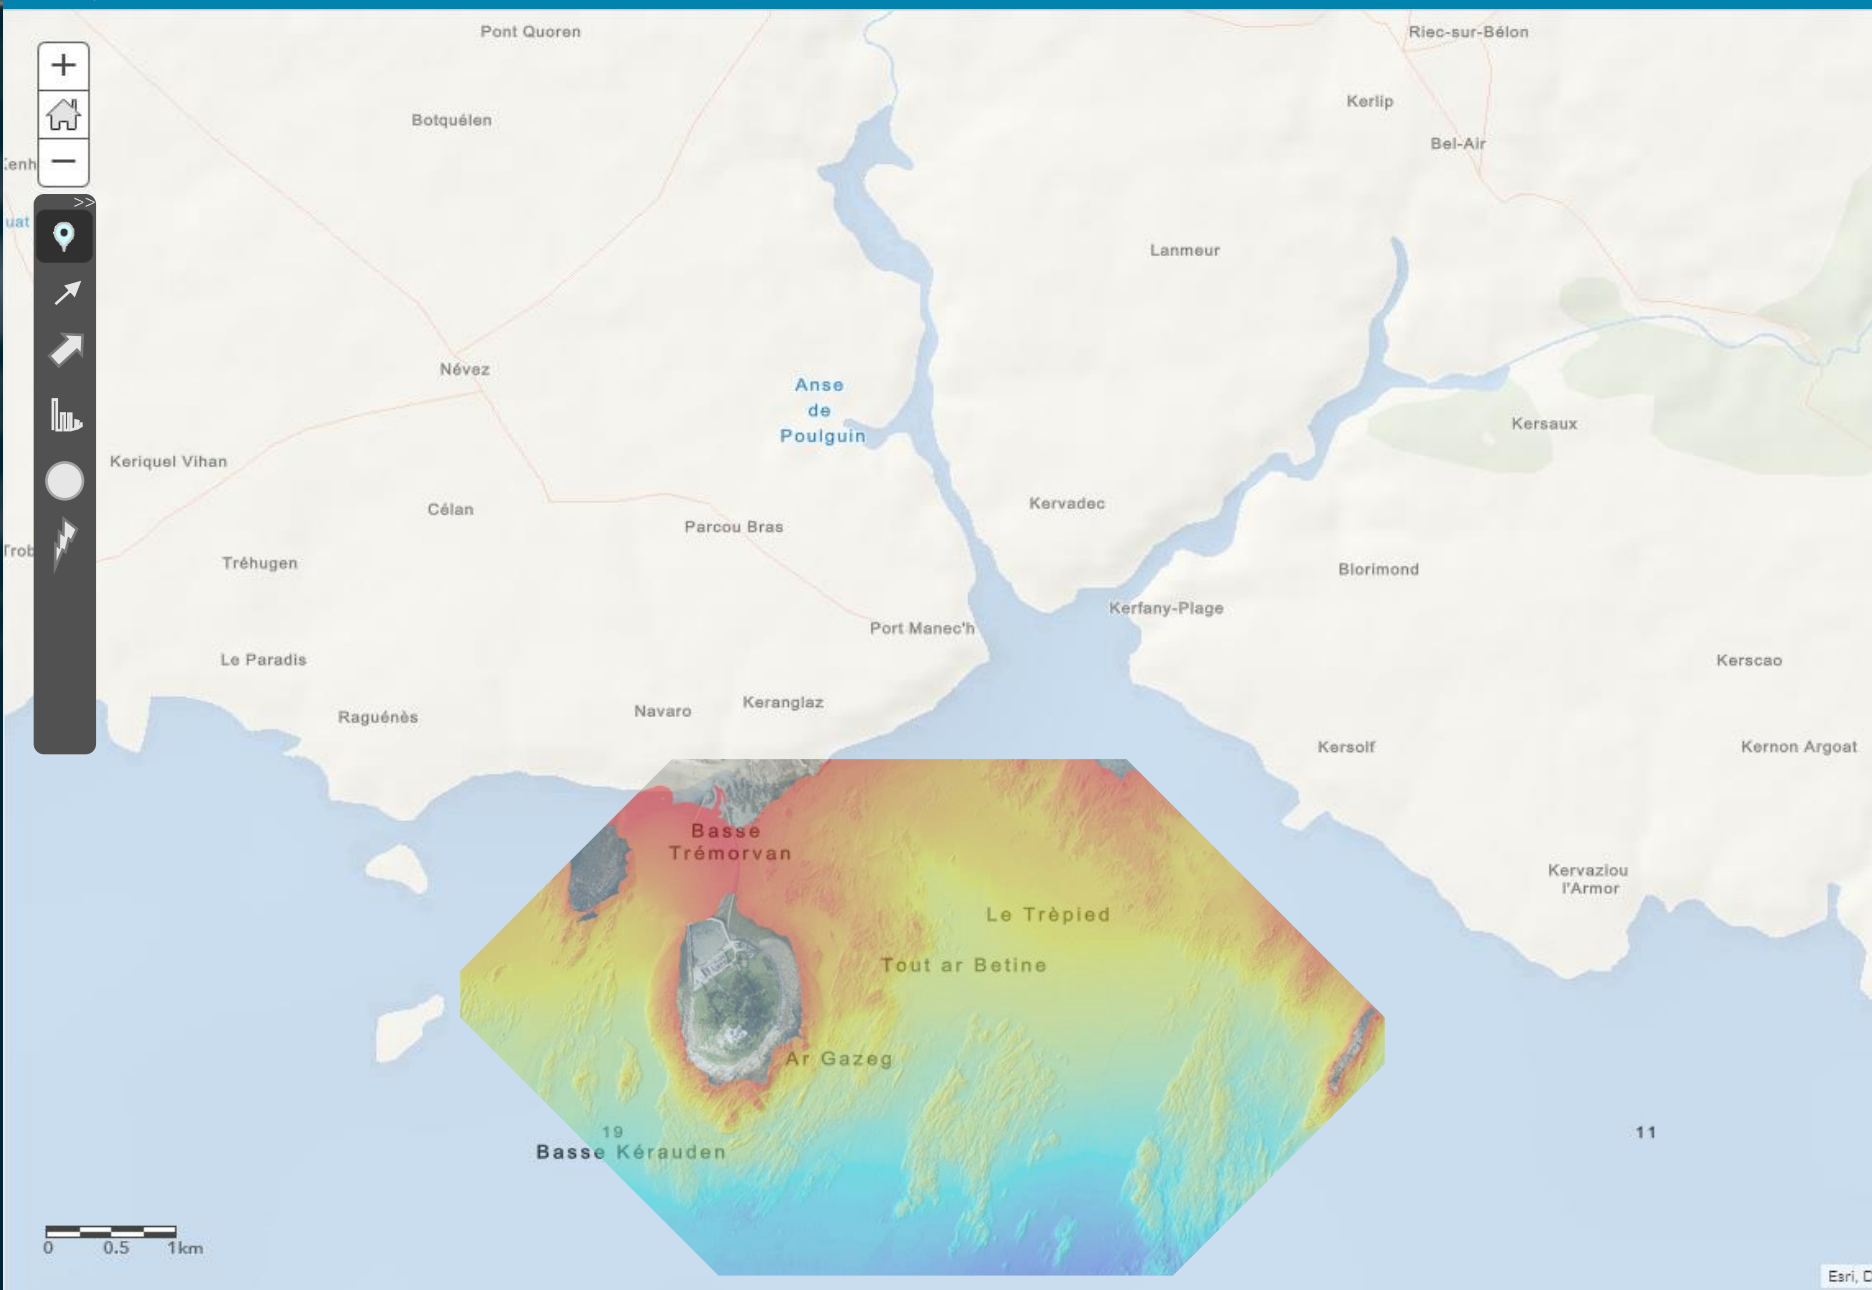 Pont Quoren
Riec-sur-Bélon
+
Kerlip
Botquélen
Bel-Air
−
uat
>>
Lanmeur
Névez
Anse
de
Poulguin
Kersaux
Keriquel Vihan
Célan
Kervadec
Parcou Bras
Tréhugen
Blorimond
Kerfany-Plage
Port Manec'h
Le Paradis
Kerscao
Keranglaz
Navaro
Raguénès
Kersolf
Kernon Argoat
Basse
Trémorvan
Kervaziou
l'Armor
Le Trèpied
Tout ar Betine
Ar Gazeg
19
Basse Kérauden
11
0 0.5 1km
Esri,